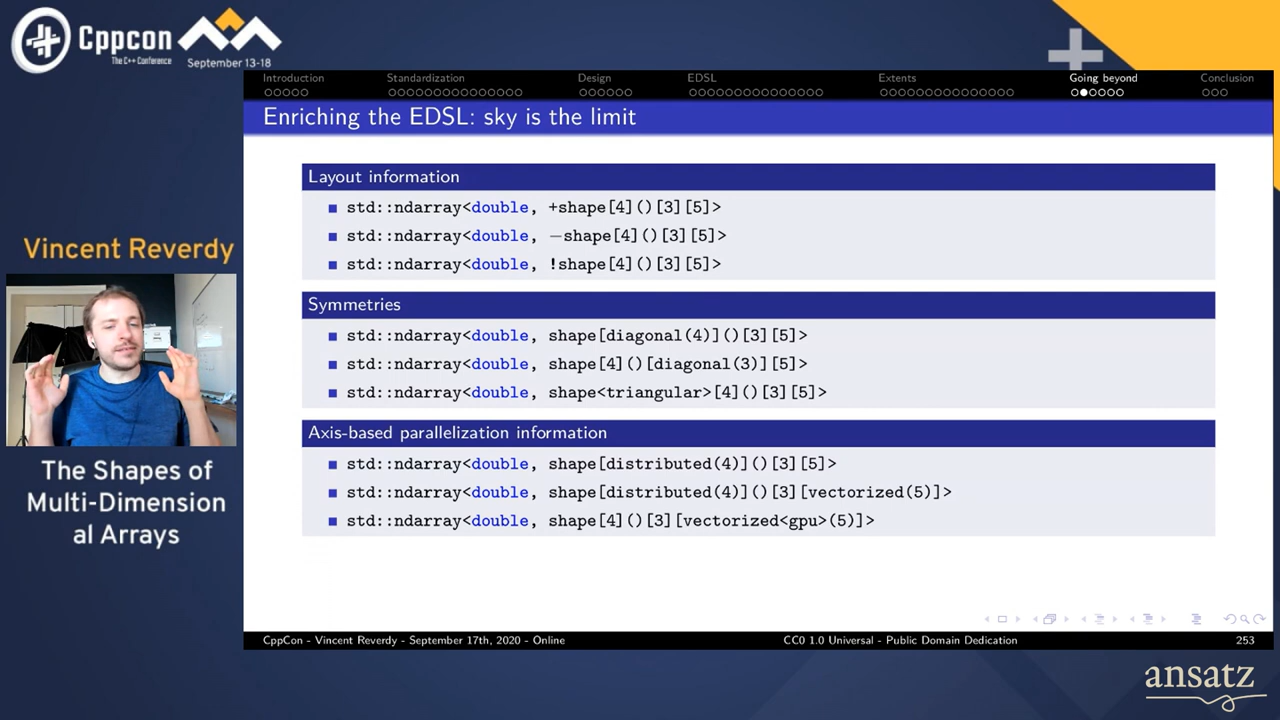 Cppcon
The C++ Conference
September 13-18
Introduction Standardization Design EDSL Extents Going beyond Conclusion
Enriching the EDSL: sky is the limit
Layout information
std::ndarray<double, +shape[4]()[3][5]>
std::ndarray<double, −shape[4]()[3][5]>
std::ndarray<double, !shape[4]()[3][5]>
Symmetries
std::ndarray<double, shape[diagonal(4)]()[3][5]>
std::ndarray<double, shape[4]()[diagonal(3)][5]>
std::ndarray<double, shape<triangular>[4]()[3][5]>
Axis-based parallelization information
std::ndarray<double, shape[distributed(4)]()[3][5]>
std::ndarray<double, shape[distributed(4)]()[3][vectorized(5)]>
std::ndarray<double, shape[4]()[3][vectorized<gpu>(5)]>
Vincent Reverdy
The Shapes of
Multi-Dimension
al Arrays
CppCon - Vincent Reverdy - September 17th, 2020 - Online CC0 1.0 Universal - Public Domain Dedication 253
ansatz